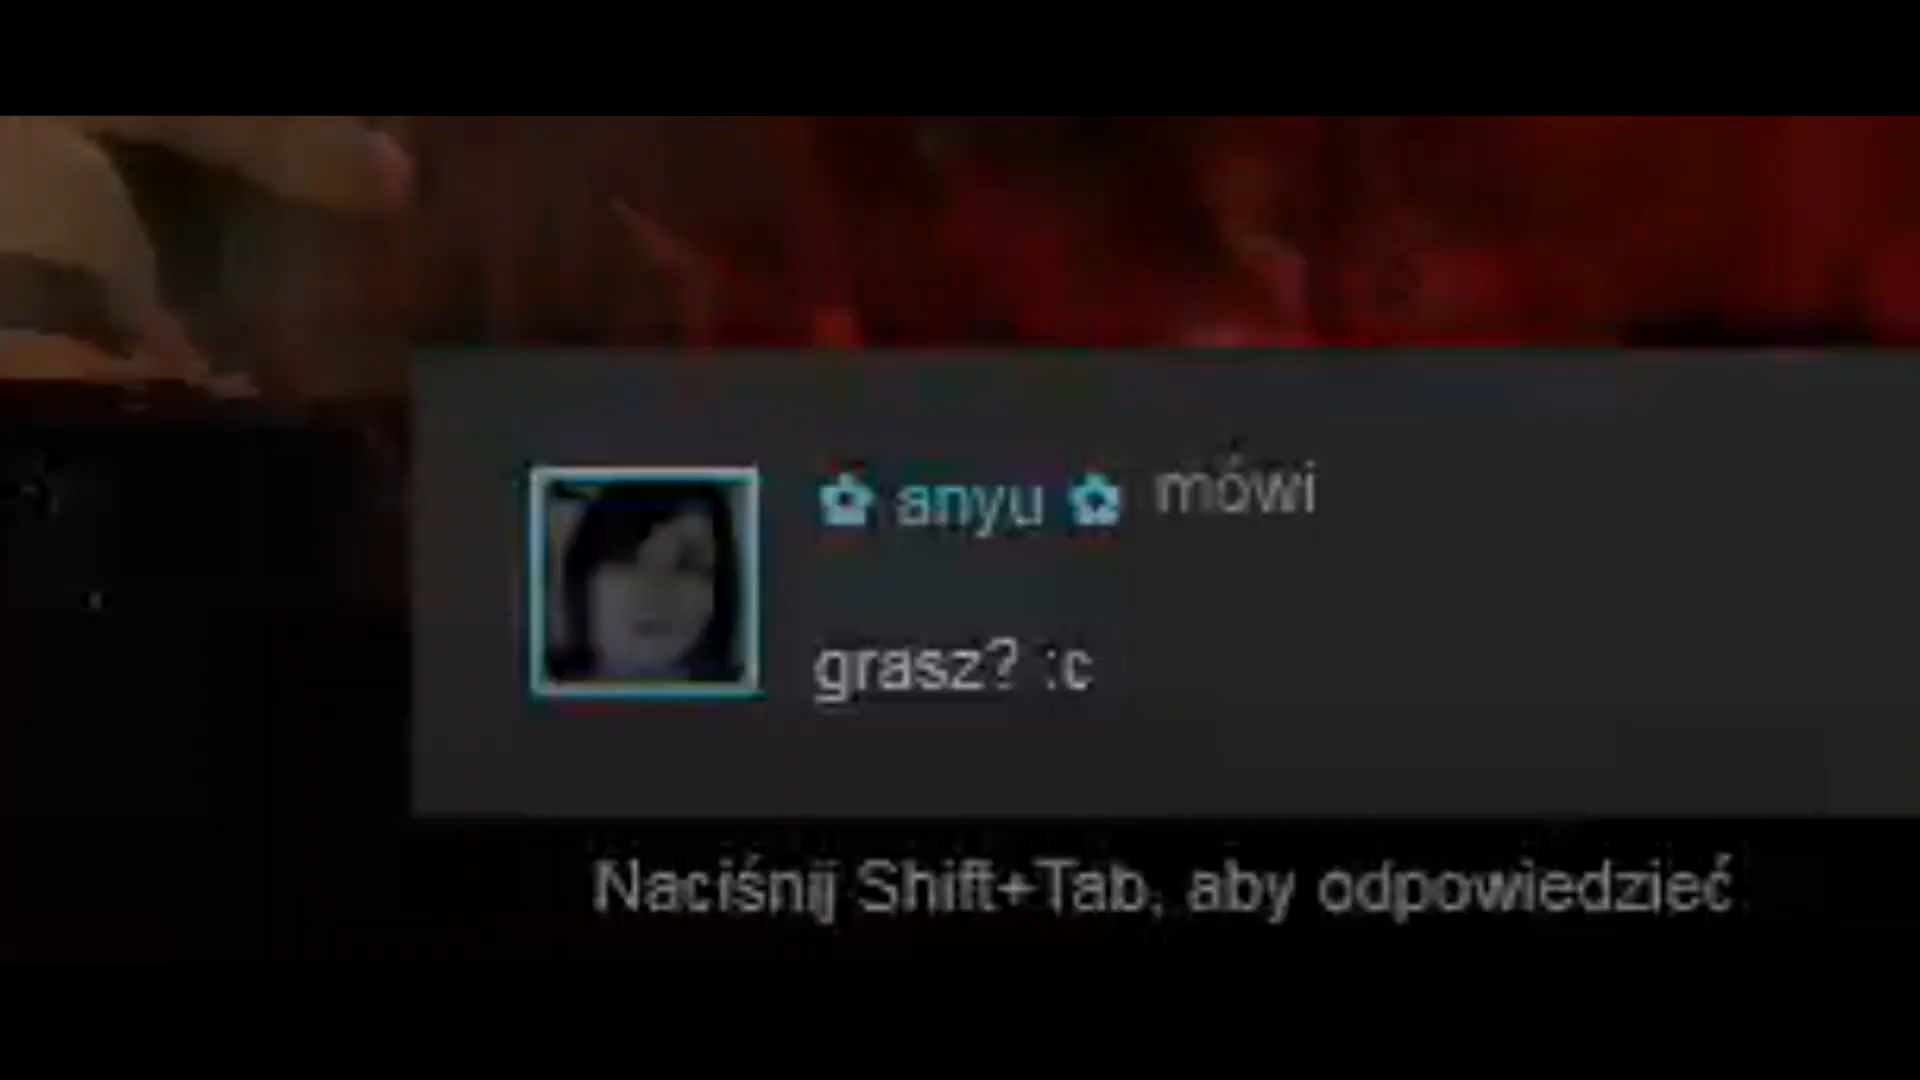 ✿ anyu ✿ mówi
grasz? :c
Naciśnij Shift+Tab, aby odpowiedzieć